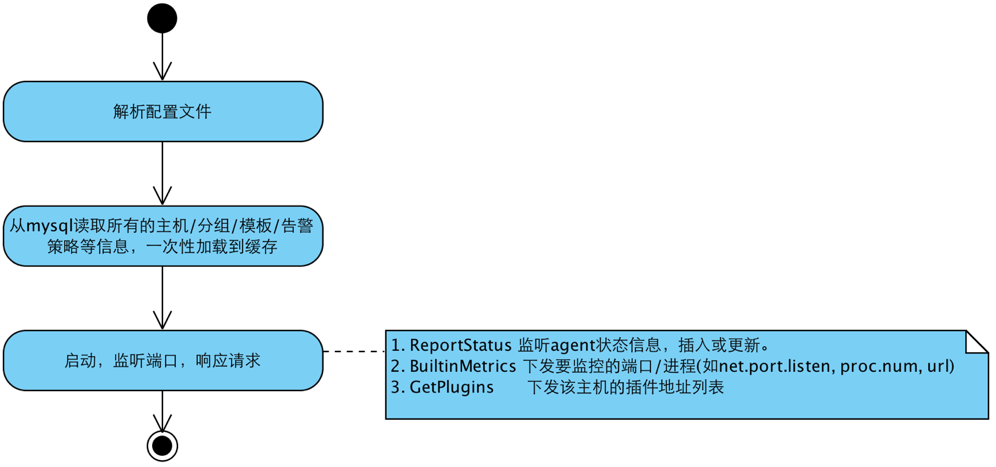 解析配置文件
从mysql读取所有的主机/分组/模板/告警
策略等信息，一次性加载到缓存
启动，监听端口，响应请求
1. ReportStatus 监听agent状态信息，插入或更新。
2. BuiltinMetrics 下发要监控的端口/进程(如net.port.listen, proc.num, url)
3. GetPlugins 下发该主机的插件地址列表